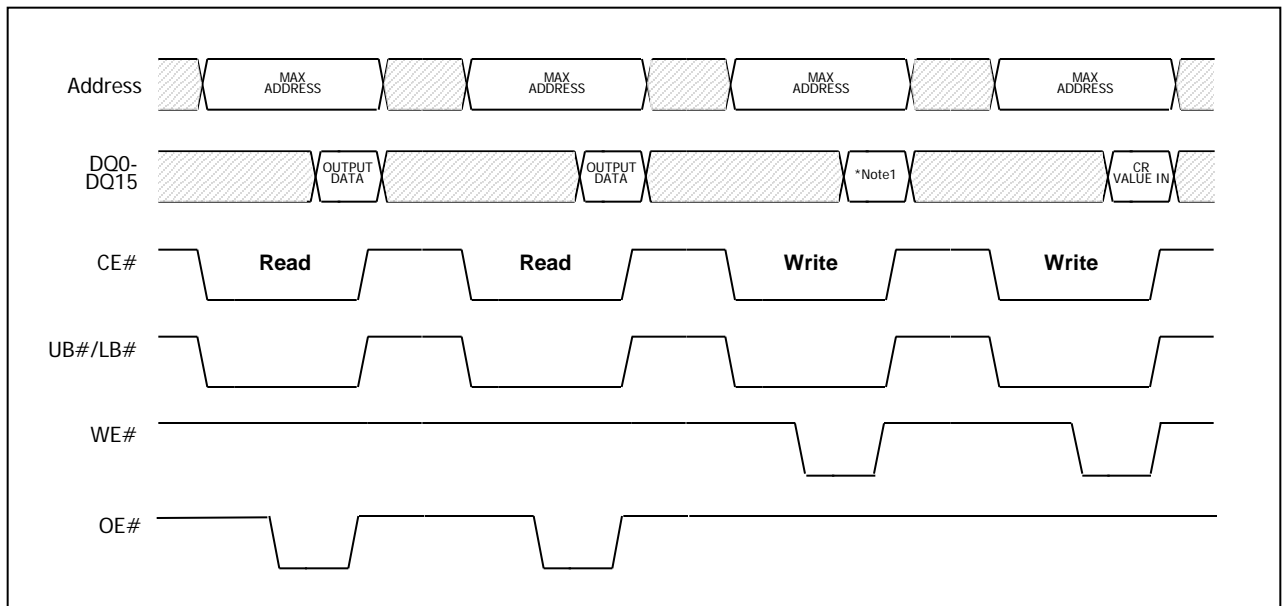 Address
MAX
ADDRESS
MAX
ADDRESS
MAX
ADDRESS
MAX
ADDRESS
DQ0-
DQ15
OUTPUT
DATA
OUTPUT
DATA
*Note1
CR
VALUE IN
CE#
Read
Read
Write
Write
UB#/LB#
WE#
OE#